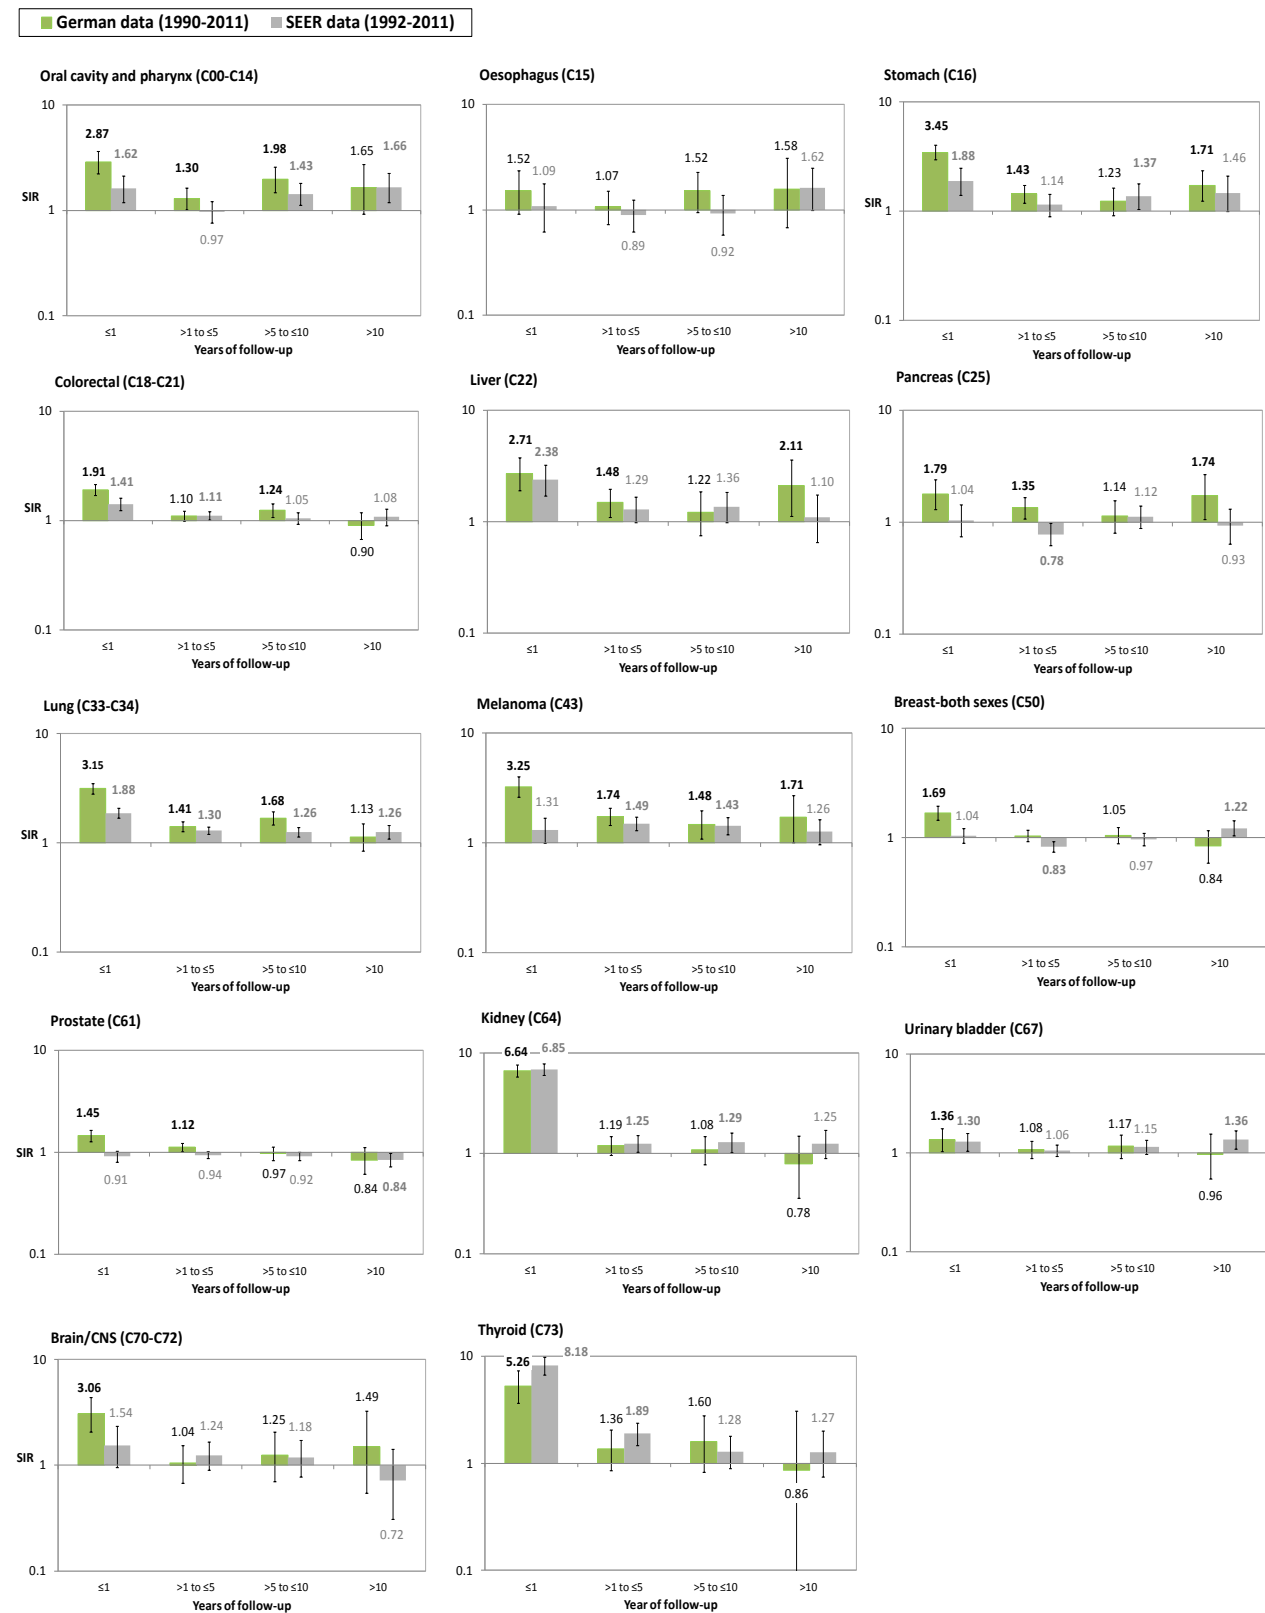 German data (1990-2011) SEER data (1992-2011)
Oral cavity and pharynx (C00-C14)
10
2.87 1.62 1.30 0.97 1.98 1.43 1.65 1.66
SIR
1
0.1
≤1 >1 to ≤5 >5 to ≤10 >10
Years of follow-up
Oesophagus (C15)
10
1.52 1.09 1.07 0.89 1.52 0.92 1.58 1.62
1
0.1
≤1 >1 to ≤5 >5 to ≤10 >10
Years of follow-up
Stomach (C16)
10
3.45 1.88 1.43 1.14 1.23 1.37 1.71 1.46
SIR
1
0.1
≤1 >1 to ≤5 >5 to ≤10 >10
Years of follow-up
Colorectal (C18-C21)
10
1.91 1.41 1.10 1.11 1.24 1.05 0.90 1.08
SIR
1
0.1
≤1 >1 to ≤5 >5 to ≤10 >10
Years of follow-up
Liver (C22)
10
2.71 2.38 1.48 1.29 1.22 1.36 2.11 1.10
1
0.1
≤1 >1 to ≤5 >5 to ≤10 >10
Years of follow-up
Pancreas (C25)
10
1.79 1.04 1.35 0.78 1.14 1.12 1.74 0.93
1
0.1
≤1 >1 to ≤5 >5 to ≤10 >10
Years of follow-up
Lung (C33-C34)
10
3.15 1.88 1.41 1.30 1.68 1.26 1.13 1.26
SIR
1
0.1
≤1 >1 to ≤5 >5 to ≤10 >10
Years of follow-up
Melanoma (C43)
10
3.25 1.31 1.74 1.49 1.48 1.43 1.71 1.26
1
0.1
≤1 >1 to ≤5 >5 to ≤10 >10
Years of follow-up
Breast-both sexes (C50)
10
1.69 1.04 1.04 0.83 1.05 0.97 0.84 1.22
1
0.1
≤1 >1 to ≤5 >5 to ≤10 >10
Years of follow-up
Prostate (C61)
10
1.45 0.91 1.12 0.94 0.97 0.92 0.84 0.84
SIR
1
0.1
≤1 >1 to ≤5 >5 to ≤10 >10
Years of follow-up
Kidney (C64)
10
6.64 6.85 1.19 1.25 1.08 1.29 0.78 1.25
1
0.1
≤1 >1 to ≤5 >5 to ≤10 >10
Years of follow-up
Urinary bladder (C67)
10
1.36 1.30 1.08 1.06 1.17 1.15 0.96 1.36
1
0.1
≤1 >1 to ≤5 >5 to ≤10 >10
Years of follow-up
Brain/CNS (C70-C72)
10
3.06 1.54 1.04 1.24 1.25 1.18 1.49 0.72
SIR
1
0.1
≤1 >1 to ≤5 >5 to ≤10 >10
Years of follow-up
Thyroid (C73)
10
5.26 8.18 1.36 1.89 1.60 1.28 0.86 1.27
1
0.1
≤1 >1 to ≤5 >5 to ≤10 >10
Year of follow-up